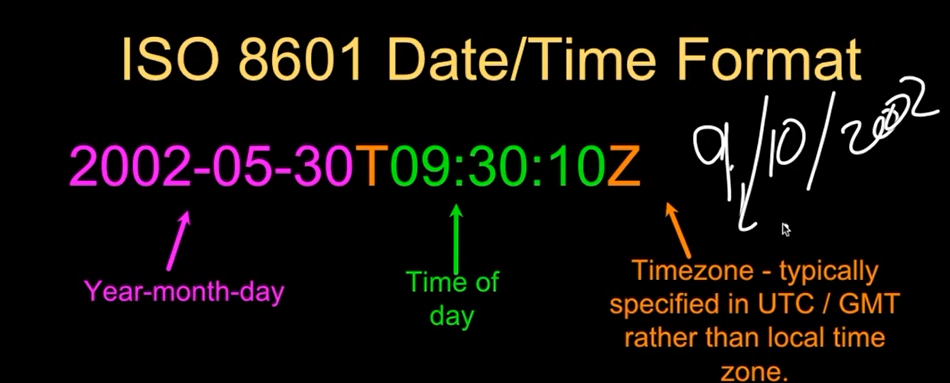 ISO 8601 Date/Time Format
9/10/2002
2002-05-30T09:30:10Z
Year-month-day
Time of
day
Timezone - typically
specified in UTC / GMT
rather than local time
zone.